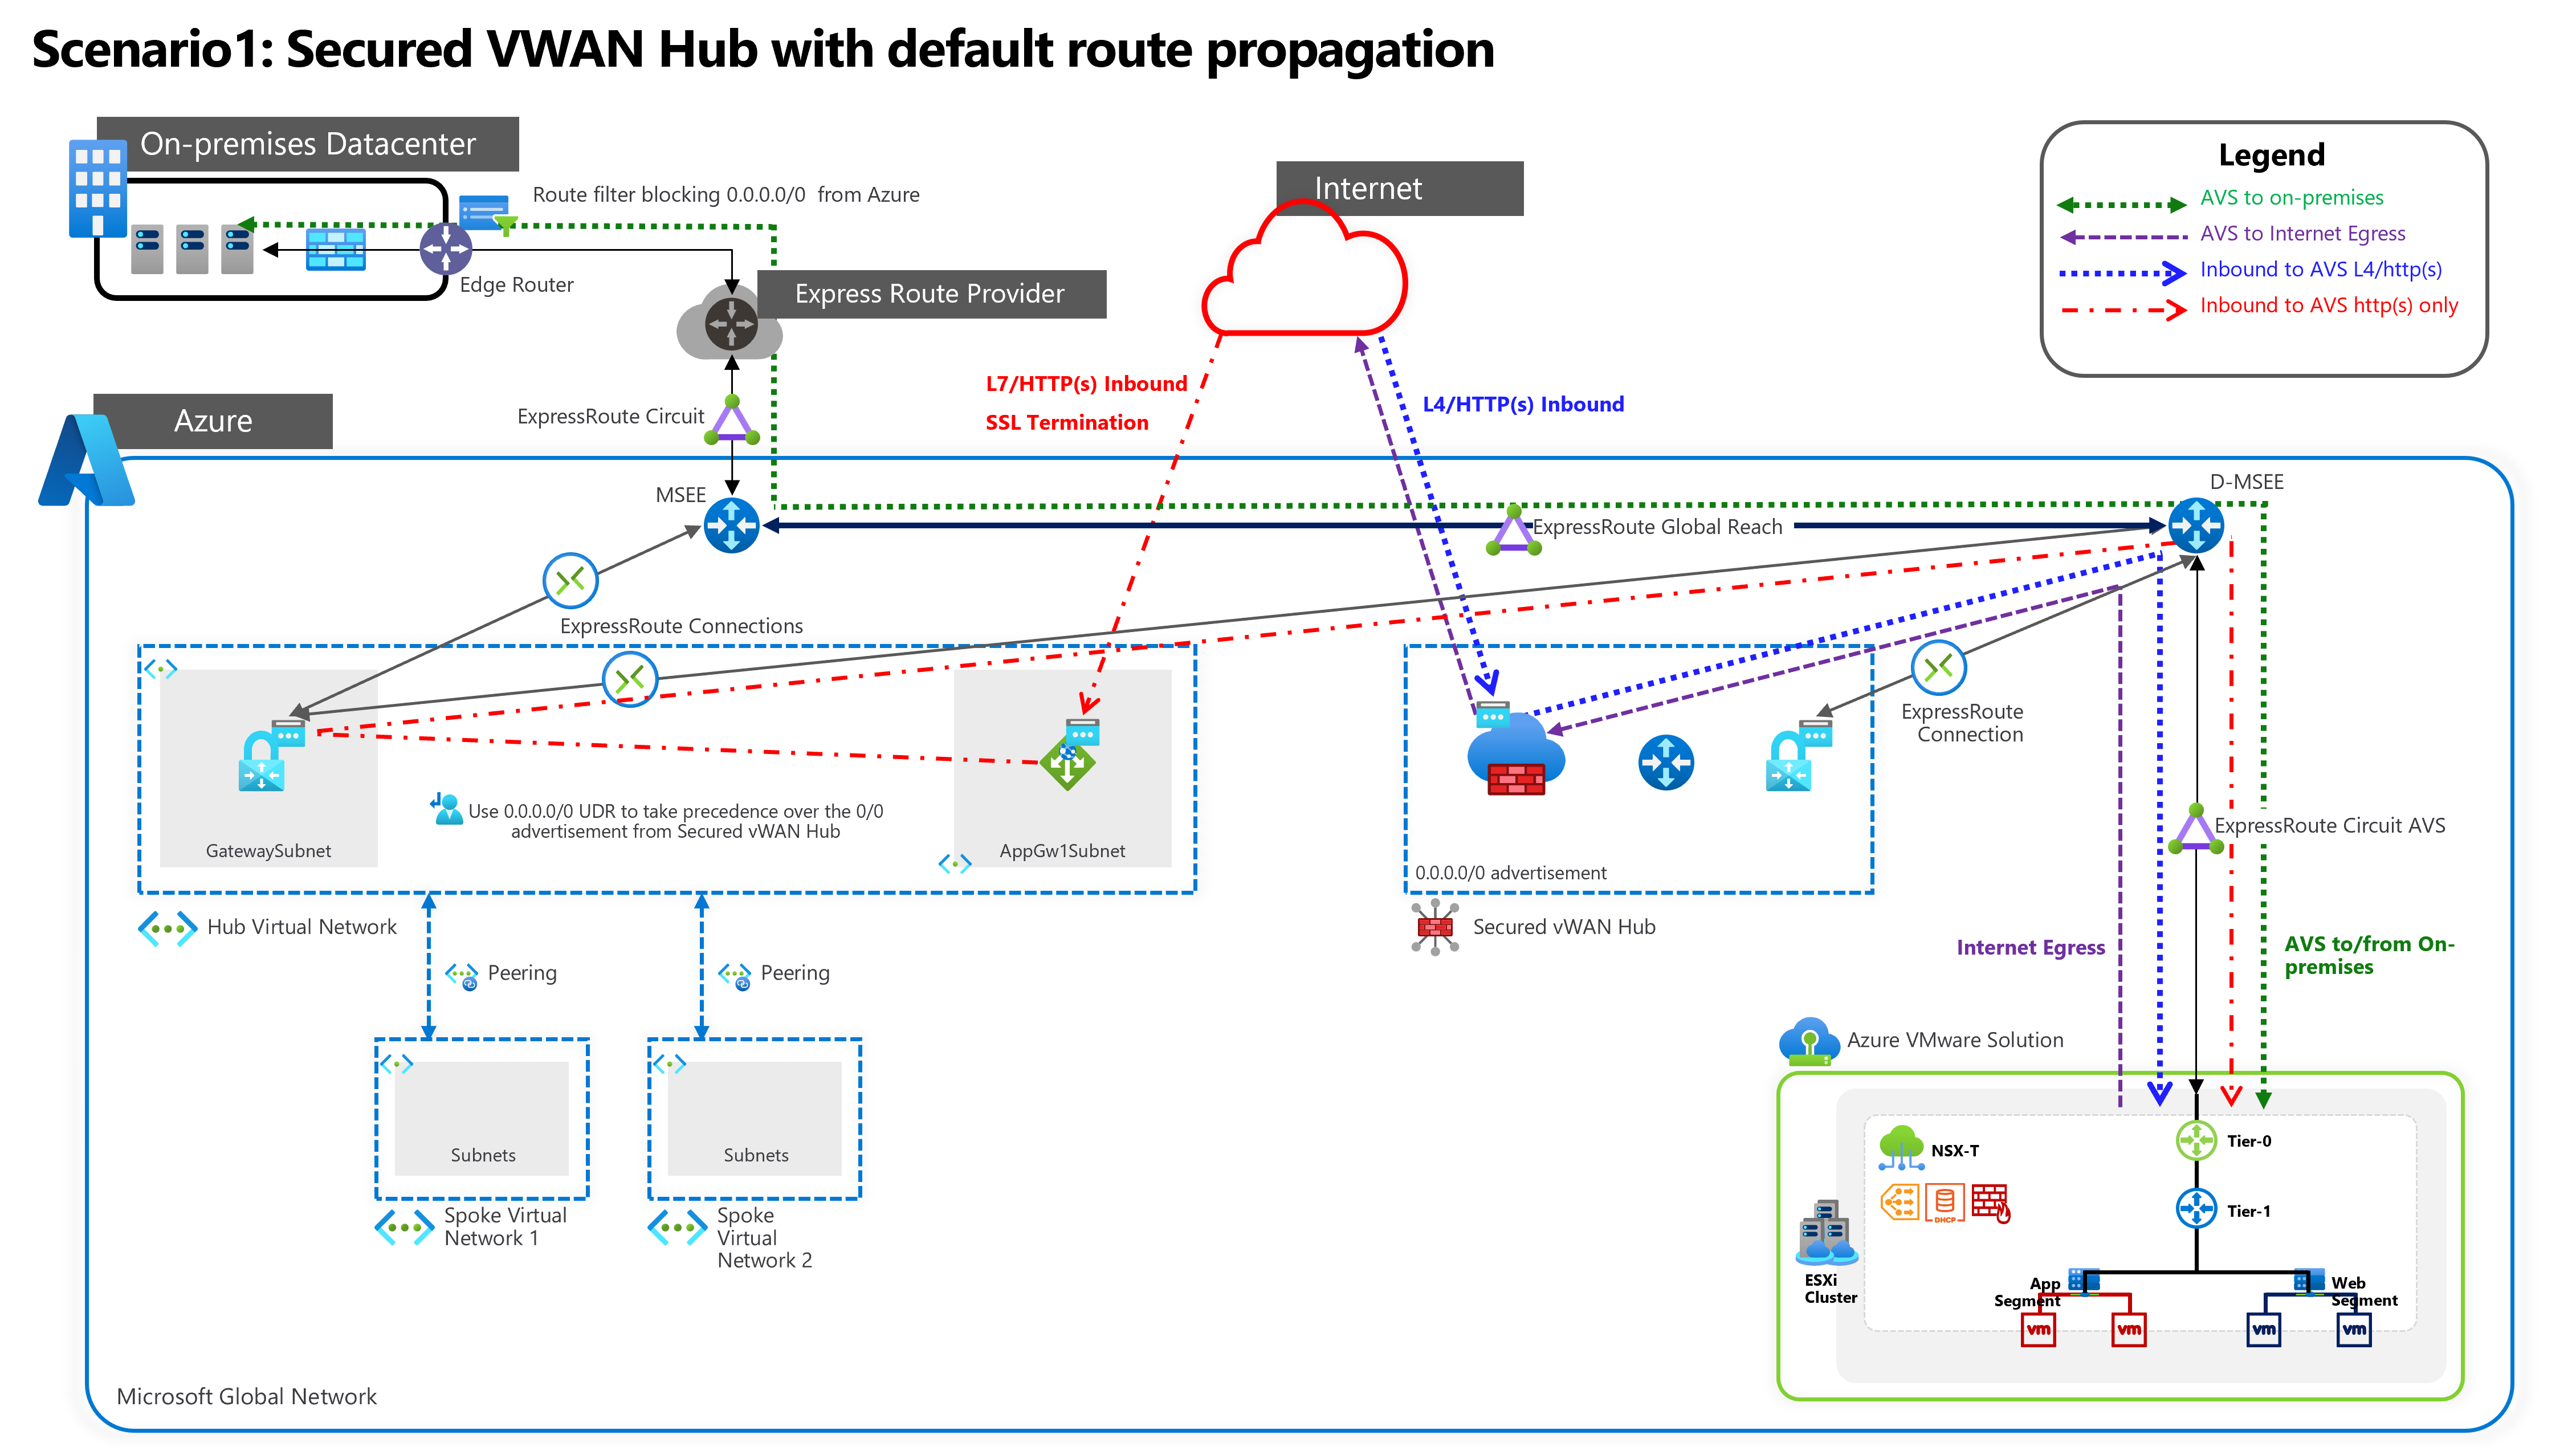 Scenario1: Secured VWAN Hub with default route propagation
On-premises Datacenter
Route filter blocking 0.0.0.0/0  from Azure
Edge Router
Express Route Provider
Internet
Legend
AVS to on-premises
AVS to Internet Egress
Inbound to AVS L4/http(s)
Inbound to AVS http(s) only
L7/HTTP(s) Inbound
SSL Termination
L4/HTTP(s) Inbound
ExpressRoute Circuit
Azure
MSEE
D-MSEE
ExpressRoute Global Reach
ExpressRoute Connections
ExpressRoute
Connection
Use 0.0.0.0/0 UDR to take precedence over the 0/0
advertisement from Secured vWAN Hub
GatewaySubnet
AppGw1Subnet
0.0.0.0/0 advertisement
ExpressRoute Circuit AVS
Hub Virtual Network
Secured vWAN Hub
Internet Egress
AVS to/from On-
premises
Peering
Peering
Azure VMware Solution
Subnets
Subnets
Spoke Virtual
Network 1
Spoke
Virtual
Network 2
NSX-T
DHCP
Tier-0
Tier-1
ESXi
Cluster
App
Segment
Web
Segment
vm
vm
vm
vm
Microsoft Global Network